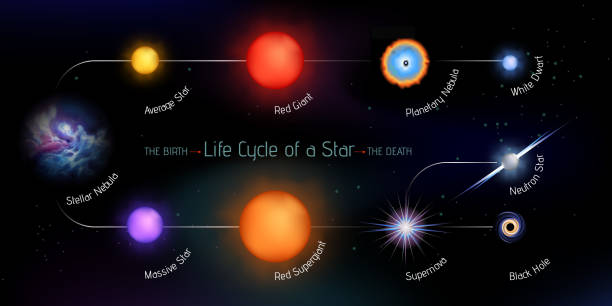 Average Star
Red Giant
Planetary Nebula
White Dwart
THE BIRTH → Life Cycle of a Star → THE DEATH
Stellar Nebula
Neutron Star
Massive Star
Red Supergiant
Supernova
Black Hole